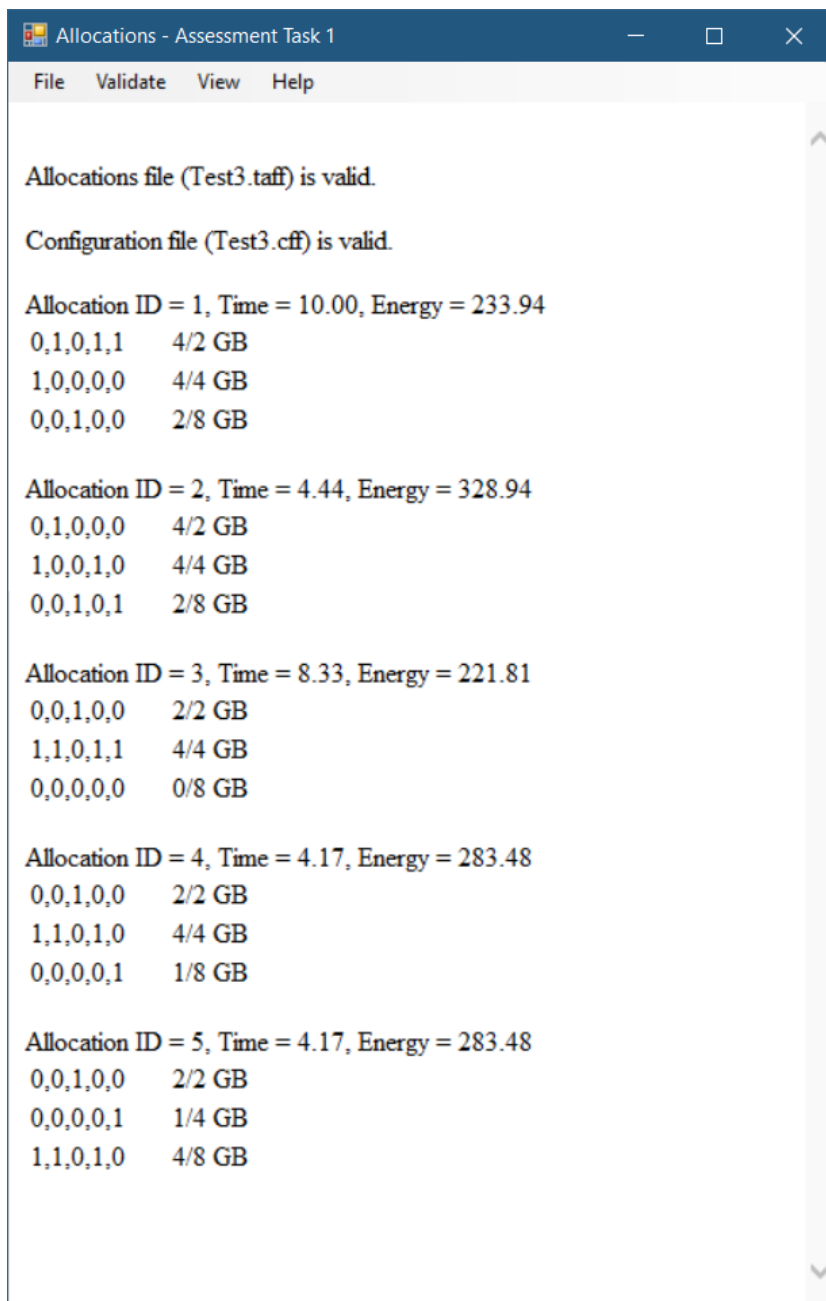 Allocations - Assessment Task 1
File Validate View Help
Allocations file (Test3.taff) is valid.
Configuration file (Test3.cff) is valid.
Allocation ID = 1, Time = 10.00, Energy = 233.94
0,1,0,1,1 4/2 GB
1,0,0,0,0 4/4 GB
0,0,1,0,0 2/8 GB
Allocation ID = 2, Time = 4.44, Energy = 328.94
0,1,0,0,0 4/2 GB
1,0,0,1,0 4/4 GB
0,0,1,0,1 2/8 GB
Allocation ID = 3, Time = 8.33, Energy = 221.81
0,0,1,0,0 2/2 GB
1,1,0,1,1 4/4 GB
0,0,0,0,0 0/8 GB
Allocation ID = 4, Time = 4.17, Energy = 283.48
0,0,1,0,0 2/2 GB
1,1,0,1,0 4/4 GB
0,0,0,0,1 1/8 GB
Allocation ID = 5, Time = 4.17, Energy = 283.48
0,0,1,0,0 2/2 GB
0,0,0,0,1 1/4 GB
1,1,0,1,0 4/8 GB